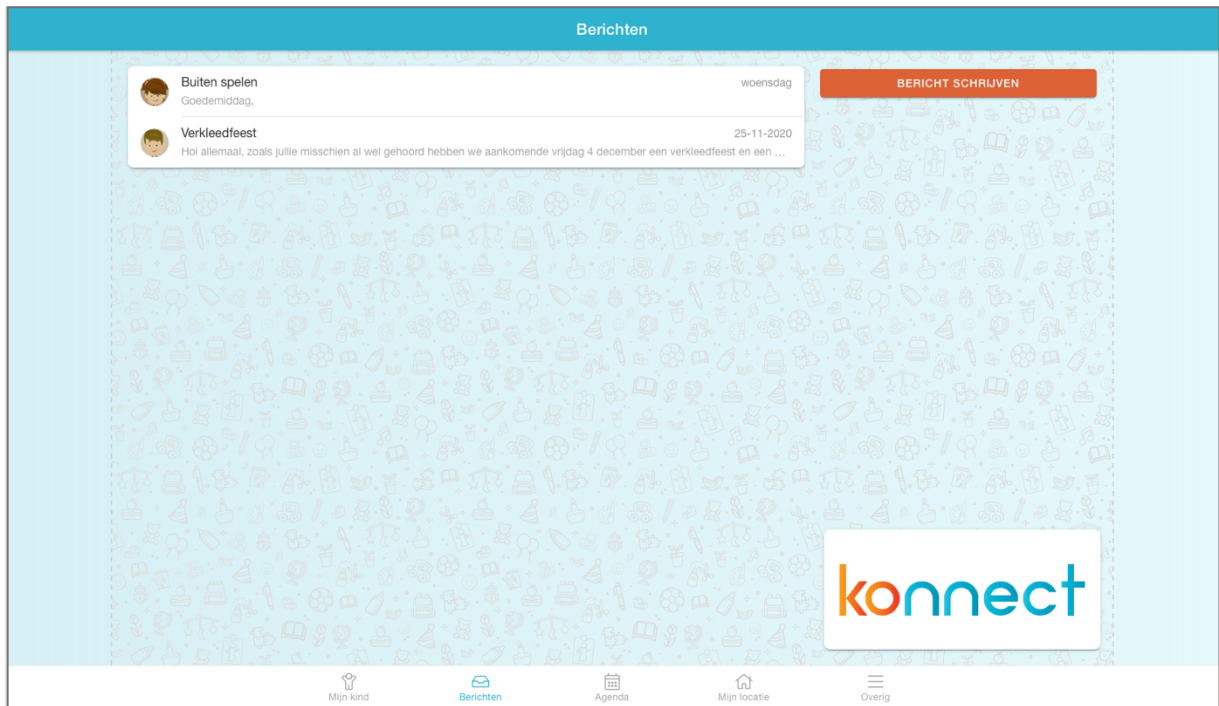 Berichten
Buiten spelen
woensdag
Goedemiddag,
Verkleedfeest
25-11-2020
Hoi allemaal, zoals jullie misschien al wel gehoord hebben we aankomende vrijdag 4 december een verkleedfeest en een ...
BERICHT SCHRIJVEN
konnect
Mijn kind
Berichten
Agenda
Mijn locatie
Overig